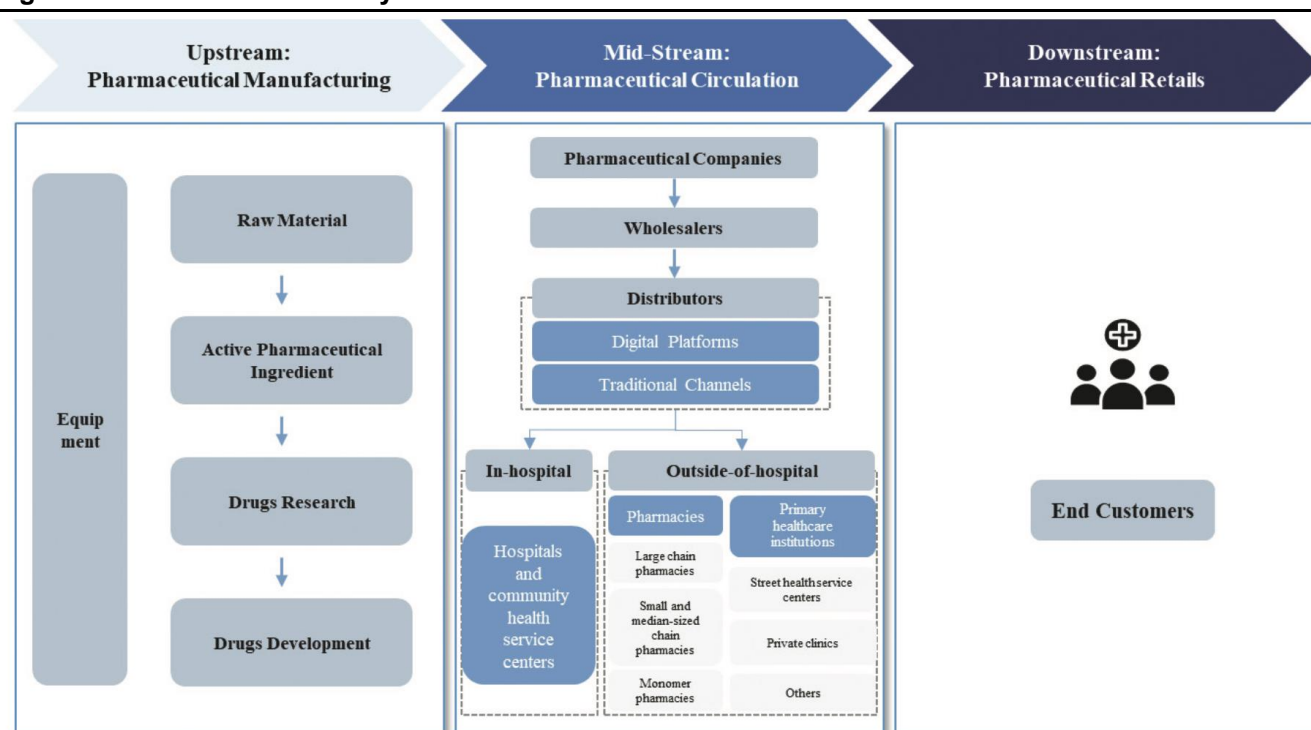 Upstream:
Pharmaceutical Manufacturing
Mid-Stream:
Pharmaceutical Circulation
Downstream:
Pharmaceutical Retails
Equip
ment
Raw Material
Active Pharmaceutical
Ingredient
Drugs Research
Drugs Development
Pharmaceutical Companies
Wholesalers
Distributors
Digital Platforms
Traditional Channels
In-hospital
Hospitals
and
community
health
service
centers
Outside-of-hospital
Pharmacies
Large chain
pharmacies
Small and
median-sized
chain
pharmacies
Monomer
pharmacies
Primary
healthcare
institutions
Street health service
centers
Private clinics
Others
End Customers